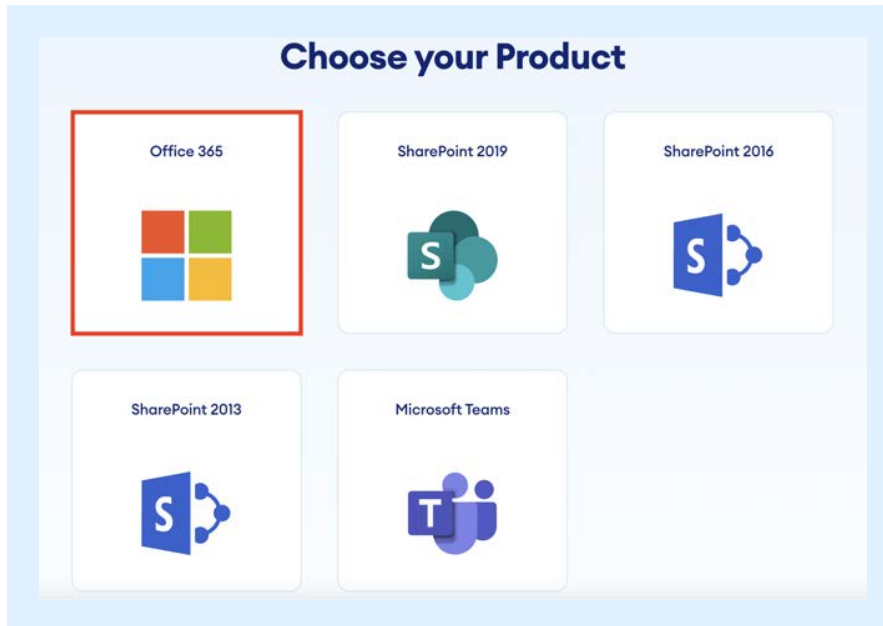 Choose your Product
Office 365
SharePoint 2019
SharePoint 2016
S
S
SharePoint 2013
Microsoft Teams
S
T